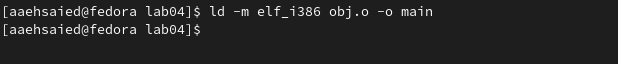 [aaehsaied@fedora lab04]$ ld -m elf_i386 obj.o -o main
[aaehsaied@fedora lab04]$